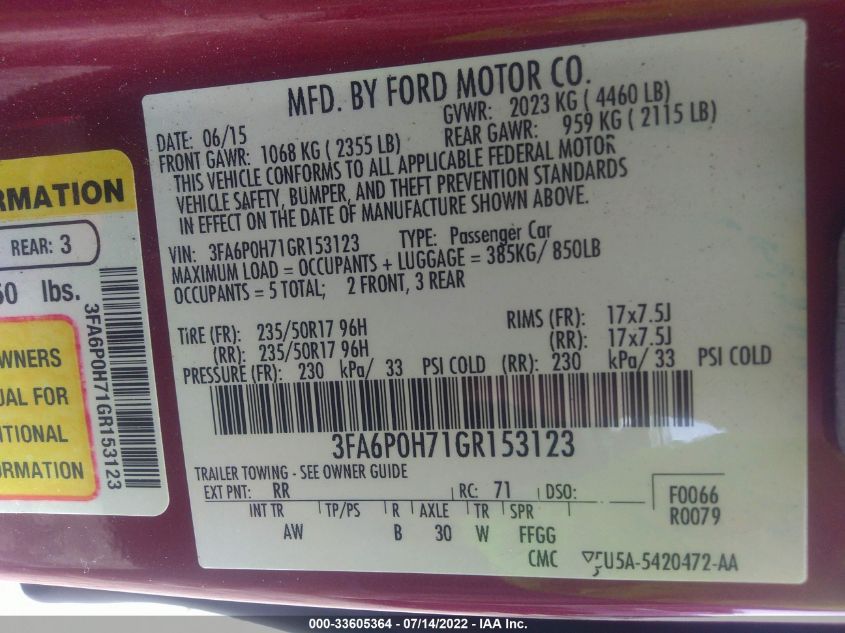 MFD. BY FORD MOTOR CO.
DATE: 06/15 GVWR: 2023 KG ( 4460 LB)
FRONT GAWR: 1068 KG ( 2355 LB) REAR GAWR: 959 KG ( 2115 LB)
THIS VEHICLE CONFORMS TO ALL APPLICABLE FEDERAL MOTOR
VEHICLE SAFETY, BUMPER, AND THEFT PREVENTION STANDARDS
IN EFFECT ON THE DATE OF MANUFACTURE SHOWN ABOVE.
VIN: 3FA6P0H71GR153123 TYPE: Passenger Car
MAXIMUM LOAD = OCCUPANTS + LUGGAGE = 385KG/ 850LB
OCCUPANTS = 5 TOTAL; 2 FRONT, 3 REAR
TIRE (FR): 235/50R17 96H RIMS (FR): 17x7.5J
(RR): 235/50R17 96H (RR): 17x7.5J
PRESSURE (FR): 230 kPa/ 33 PSI COLD (RR): 230 kPa/ 33 PSI COLD
3FA6P0H71GR153123
TRAILER TOWING - SEE OWNER GUIDE
EXT PNT: RR RC: 71 DSO:
F0066
R0079
INT TR TP/PS R AXLE TR SPR
AW B 30 W FFGG
CMC FU5A-5420472-AA
RMATION
REAR: 3
50 lbs.
OWNERS
UAL FOR
ITIONAL
ORMATION
3FA6P0H71GR153123
000-33605364 - 07/14/2022 - IAA Inc.